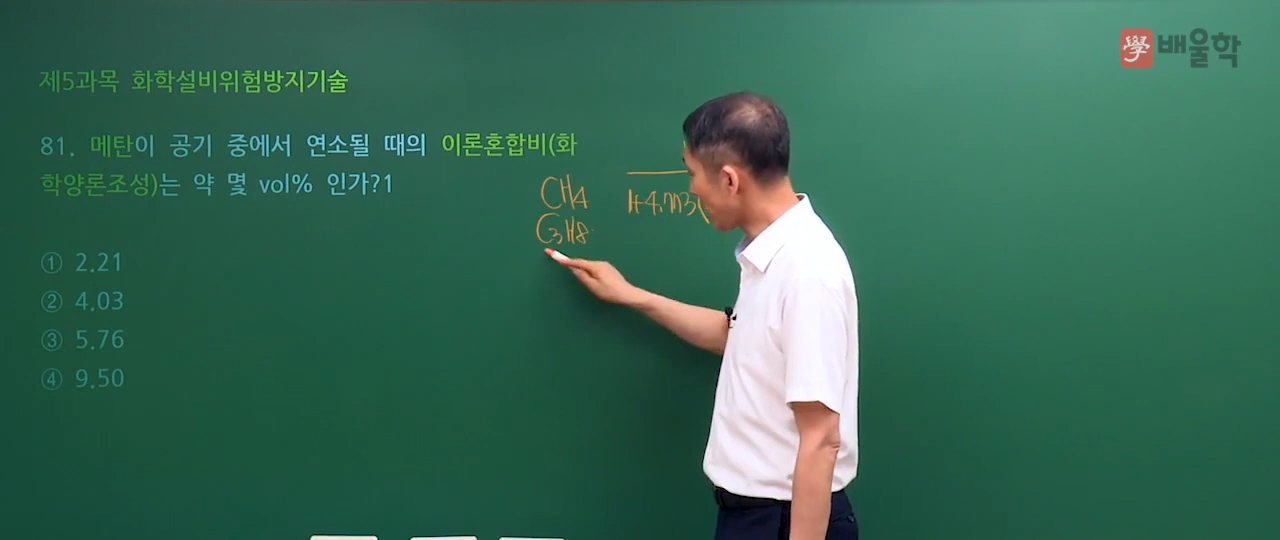 學 배울학
제5과목 화학설비위험방지기술
81. 메탄이 공기 중에서 연소될 때의 이론혼합비(화
학양론조성)는 약 몇 vol% 인가?1
① 2.21
② 4.03
③ 5.76
④ 9.50
CH4
C3H8
1+4.773(